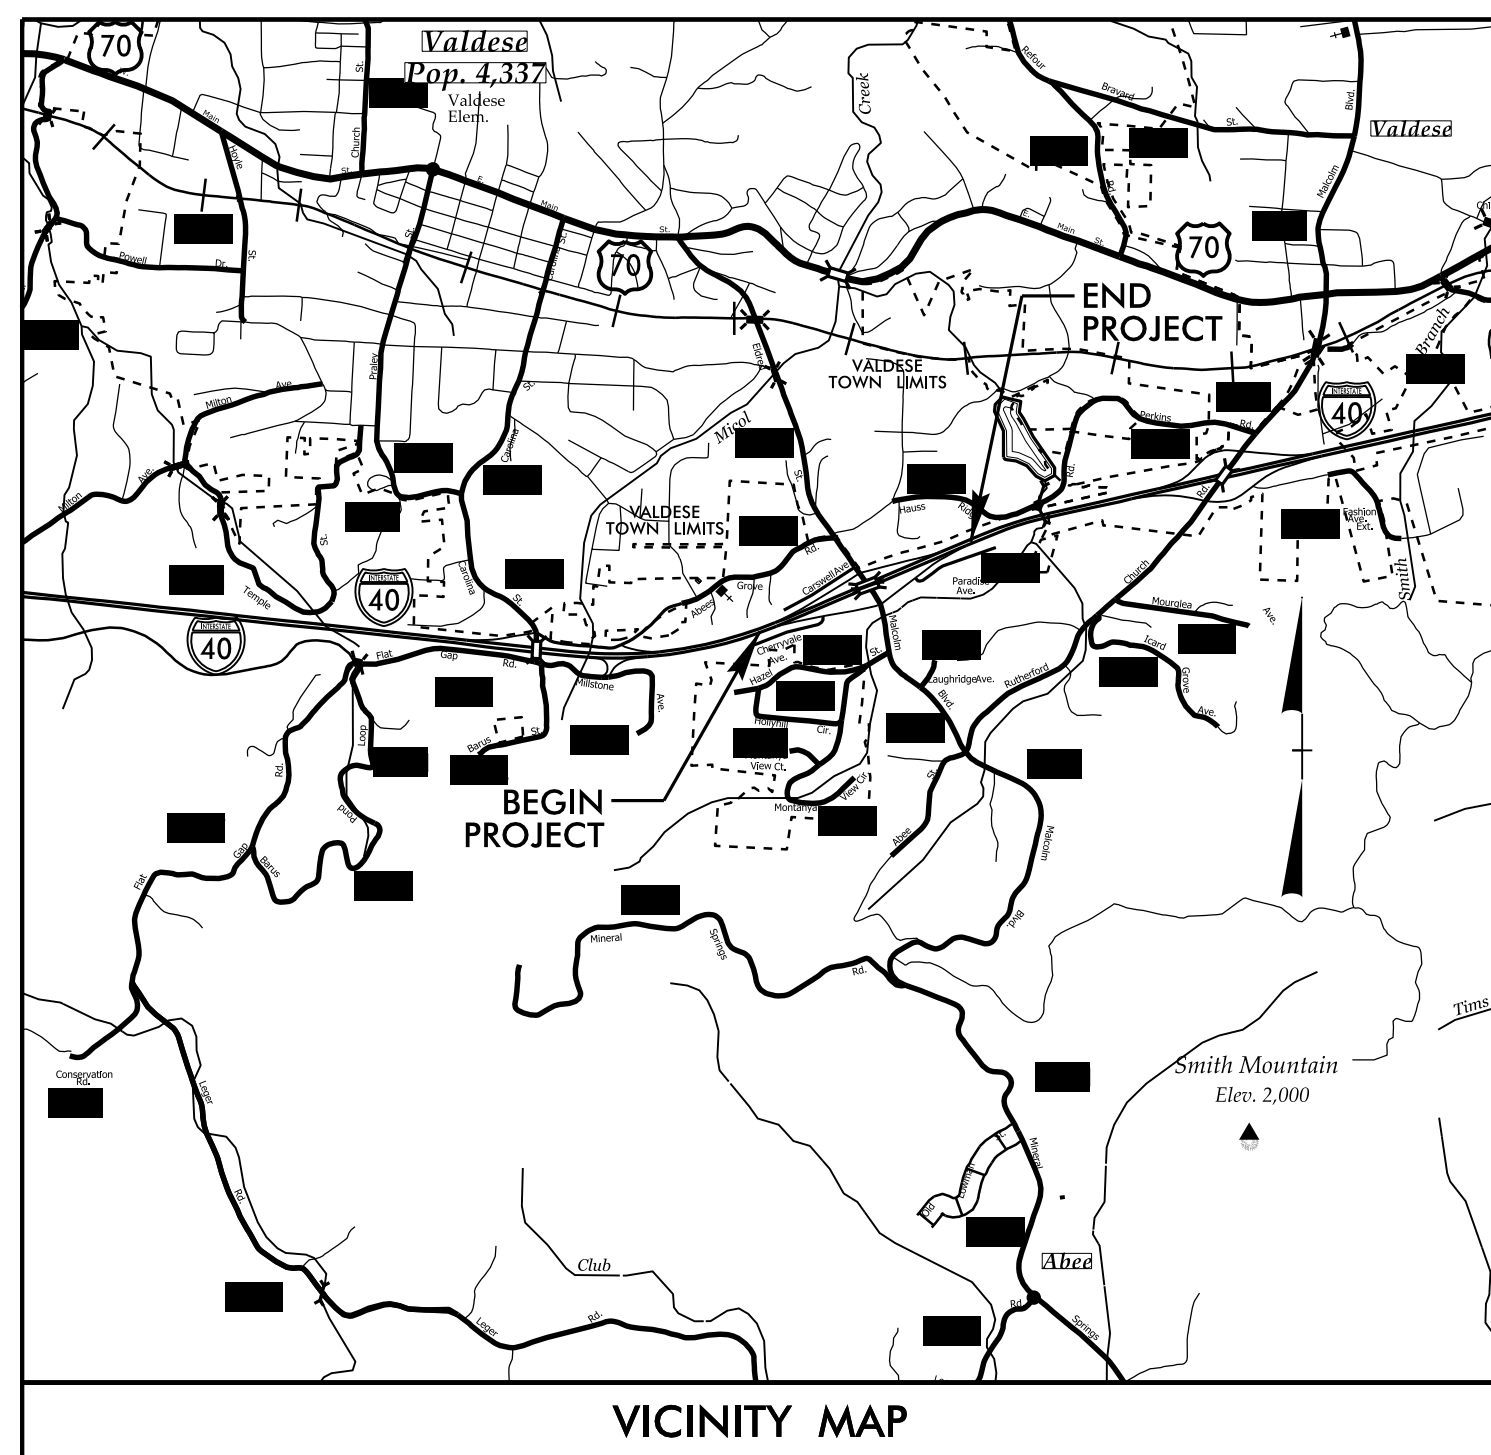 70
Valdese
Pop. 4,337
Valdese
Elem.
Church
St.
Main
St.
Hoyle
St.
Powell
Dr.
E.
Main
St.
Carolina St.
St.
70
Creek
Refour
Rd.
Bravard
St.
Blvd.
Malcolm
Valdese
E.
Main
St.
70
END
PROJECT
Branch
VALDESE
TOWN LIMITS
INTERSTATE
40
Milton
Ave.
Praley
St.
Carolina
Eldred
St.
Micol
Perkins
Rd.
Rd.
Milton
Ave.
St.
Temple
Carolina
St.
VALDESE
TOWN LIMITS
Hauss
Ridge
Rd.
Fashion
Ave.
Ext.
Smith
INTERSTATE
40
INTERSTATE
40
Abees
Grove
Rd.
Carswell Ave.
Paradise
Ave.
Church
Rd.
Mourglea
Ave.
Icard
Grove
Ave.
Flat
Gap
Rd.
Millstone
Ave.
Cherryvale
Ave.
Hazel
St.
Malcolm
Blvd.
Laughridge Ave.
Rutherford
Hollyhill
Cir.
View Ct.
Montanya
View Cir.
Loop
Pond
Barus
St.
Rd.
Gap
Flat
Barus
BEGIN
PROJECT
Abee
St.
Malcolm
Blvd.
Mineral
Springs
Rd.
Tims
Smith Mountain
Elev. 2,000
Conservation
Rd.
Leger
Rd.
Mineral
St.
Lowman
Old
Abee
Club
Leger
Rd.
Rd.
Springs
VICINITY MAP